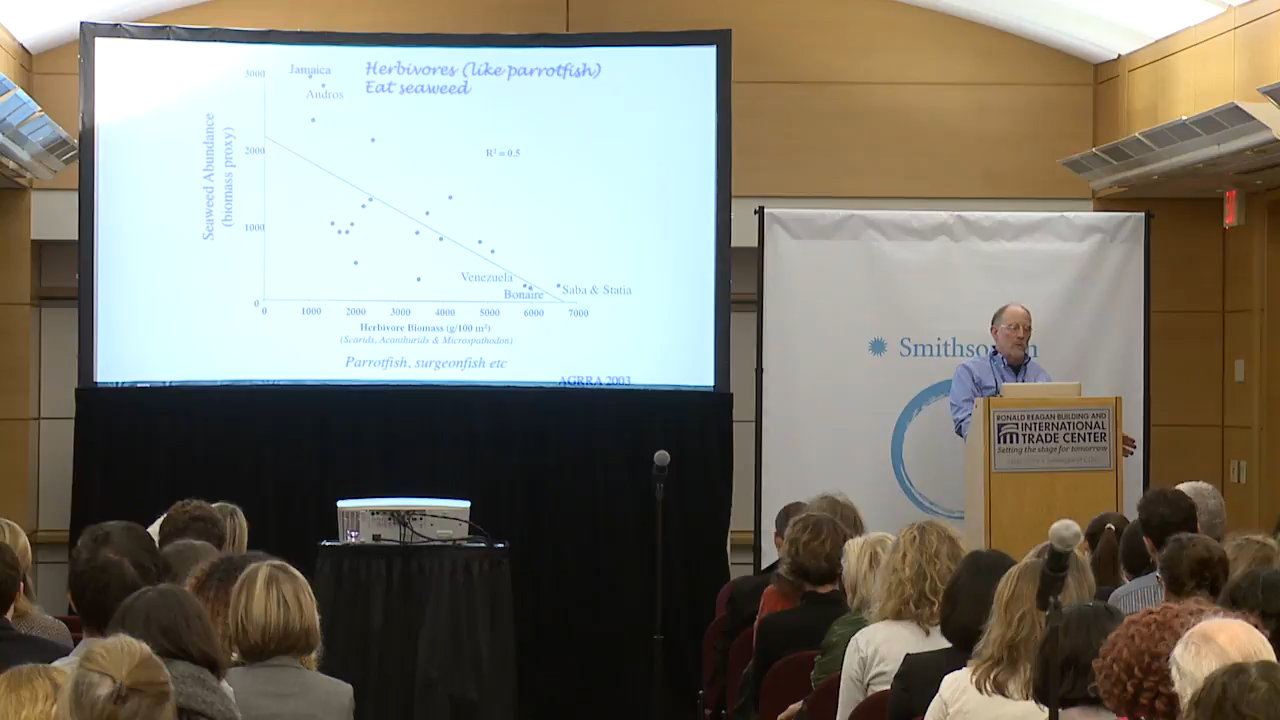 Herbivores (like parrotfish)
Eat seaweed
Jamaica
Andros
3000
2000
1000
0
Seaweed Abundance
(biomass proxy)
R² = 0.5
Venezuela
Bonaire
Saba & Statia
0 1000 2000 3000 4000 5000 6000 7000
Herbivore Biomass (g/100 m²)
(Scarids, Acanthurids & Microspathodon)
Parrotfish, surgeonfish etc
AGRRA 2003
Smithso n
RONALD REAGAN BUILDING AND
INTERNATIONAL
TRADE CENTER
Setting the stage for tomorrow